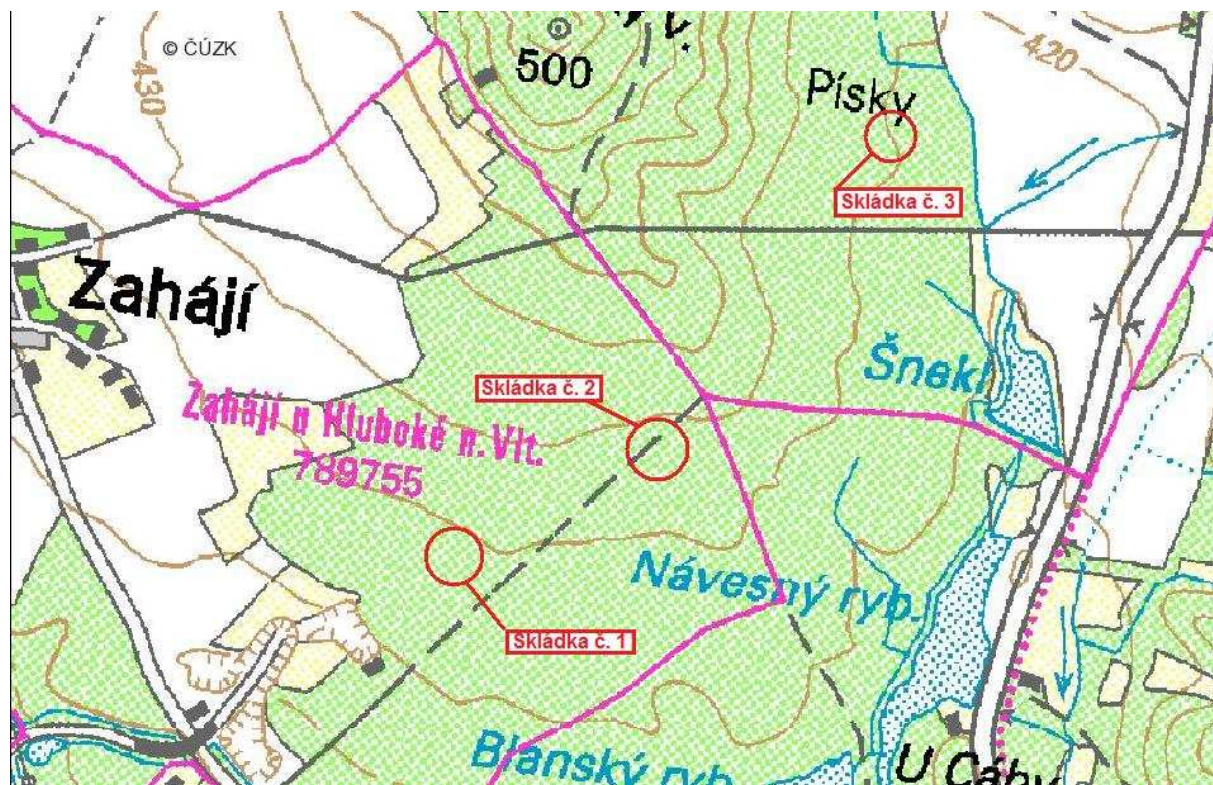 © ČÚZK
500
430
420
Písky
Skládka č. 3
Zahájí
Šnekl
Skládka č. 2
Zahájí u Hluboké n. Vlt.
789755
Návesný ryb.
Skládka č. 1
Blanský ryb.
U Cáby